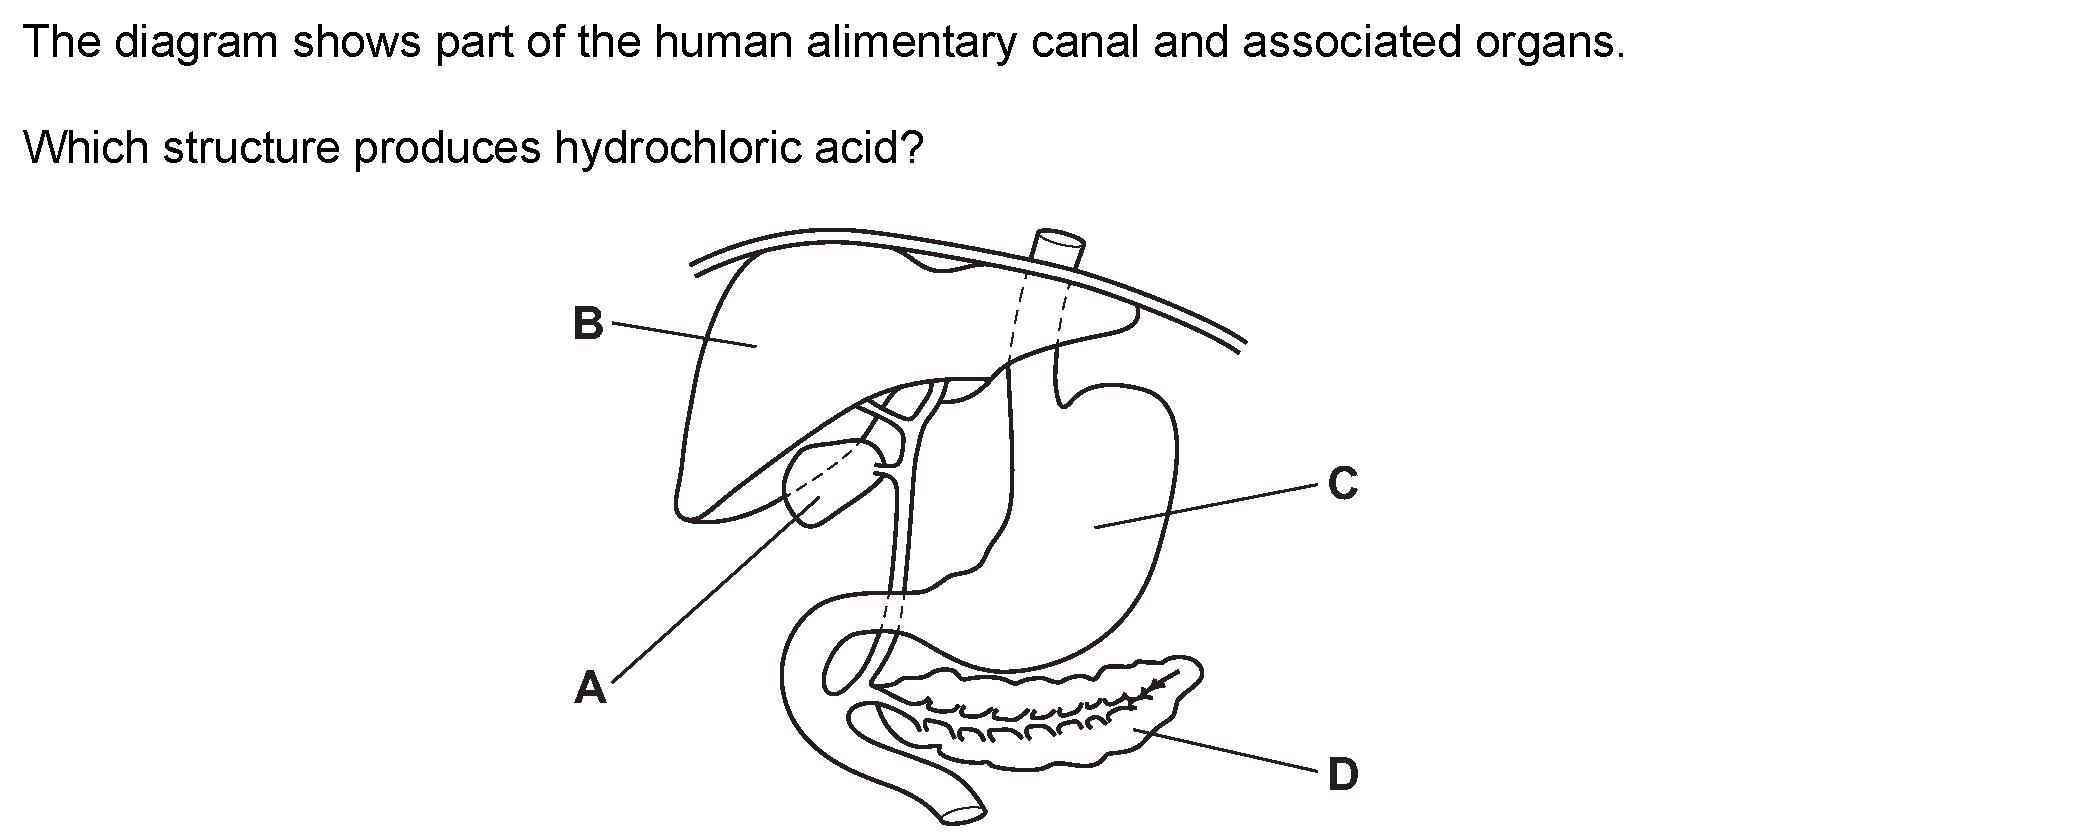 The diagram shows part of the human alimentary canal and associated organs.
Which structure produces hydrochloric acid?
B
C
A
D